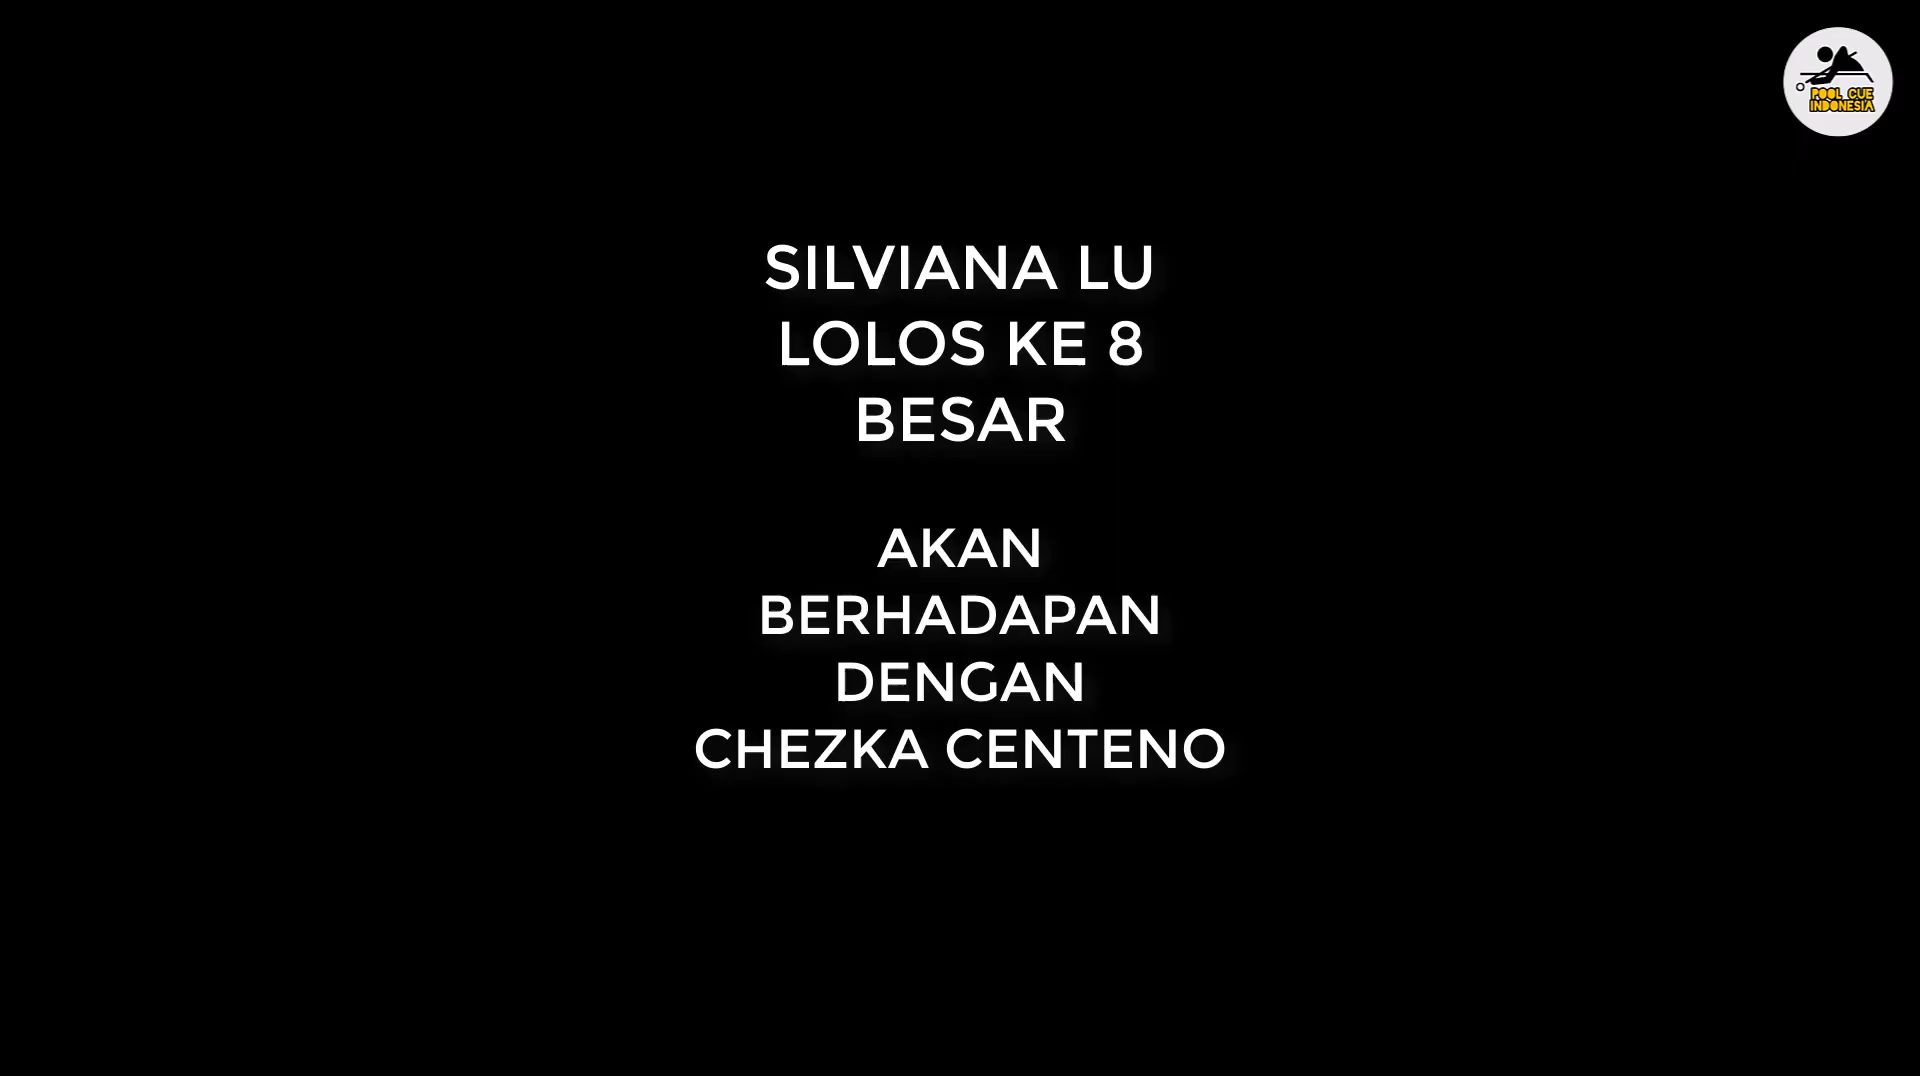 POOL CUE
INDONESIA
SILVIANA LU
LOLOS KE 8
BESAR
AKAN
BERHADAPAN
DENGAN
CHEZKA CENTENO